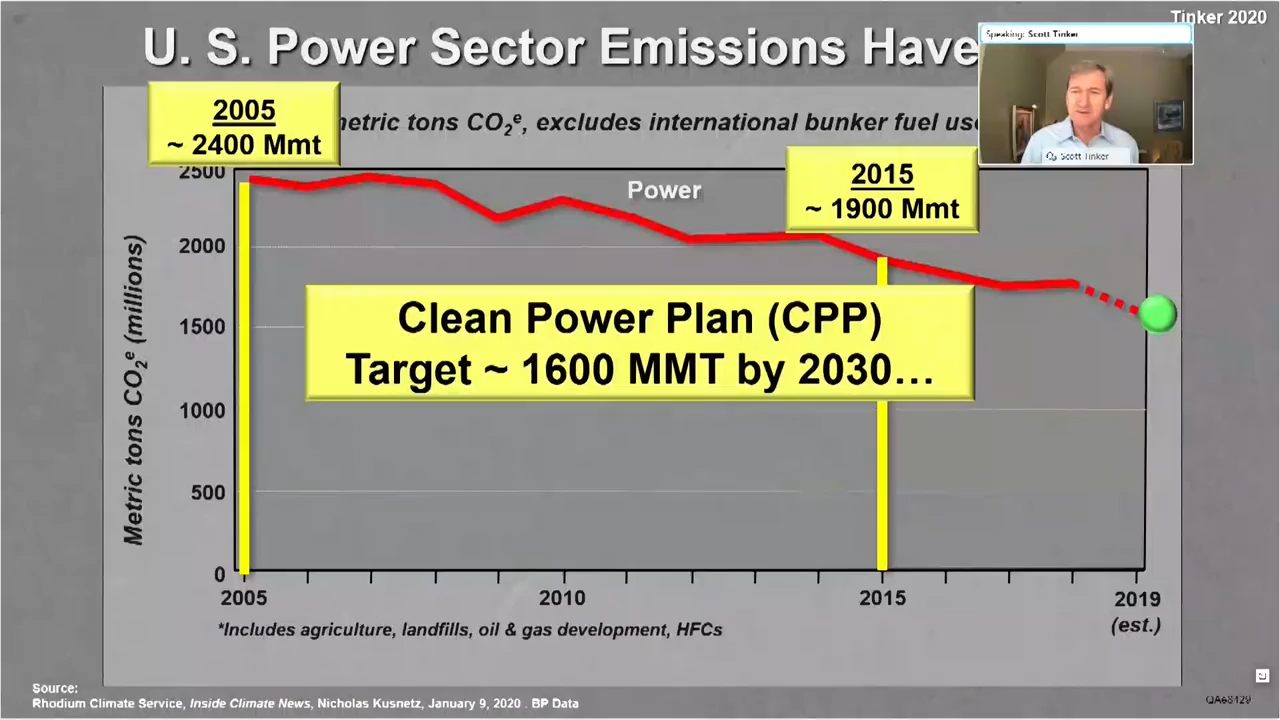 Tinker 2020
U. S. Power Sector Emissions Have
Speaking: Scott Tinker
Scott Tinker
2005
~ 2400 Mmt
metric tons CO₂ᵉ, excludes international bunker fuel use
2015
~ 1900 Mmt
Power
Clean Power Plan (CPP)
Target ~ 1600 MMT by 2030…
Metric tons CO₂ᵉ (millions)
2500
2000
1500
1000
500
0
2005
2010
2015
2019
(est.)
*Includes agriculture, landfills, oil & gas development, HFCs
Source:
Rhodium Climate Service, Inside Climate News, Nicholas Kusnetz, January 9, 2020 . BP Data